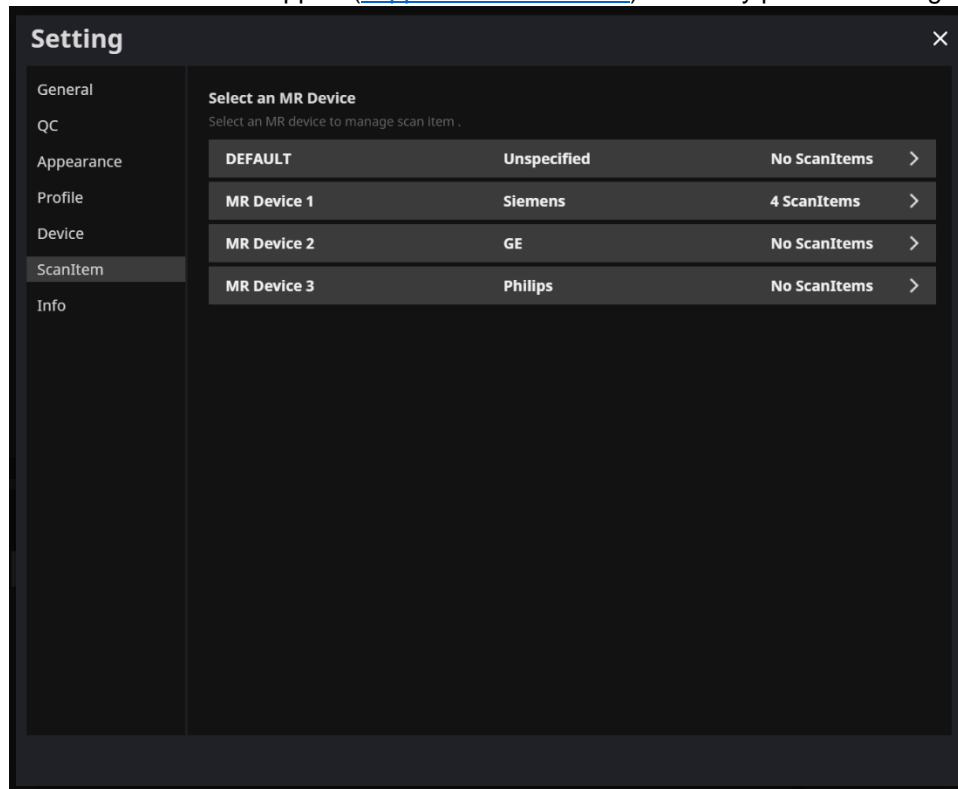 Setting
General
QC
Appearance
Profile
Device
ScanItem
Info
Select an MR Device
Select an MR device to manage scan item .
DEFAULT Unspecified No ScanItems
MR Device 1 Siemens 4 ScanItems
MR Device 2 GE No ScanItems
MR Device 3 Philips No ScanItems